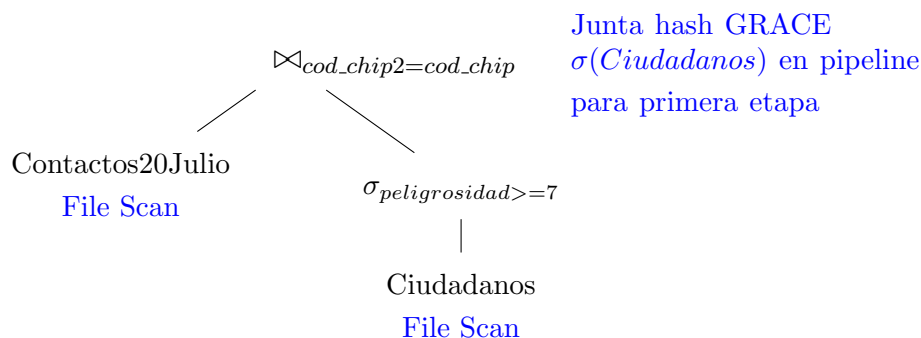 Junta hash GRACE
σ(Ciudadanos) en pipeline
para primera etapa
⋈cod_chip2=cod_chip
Contactos20Julio
File Scan
σpeligrosidad>=7
Ciudadanos
File Scan